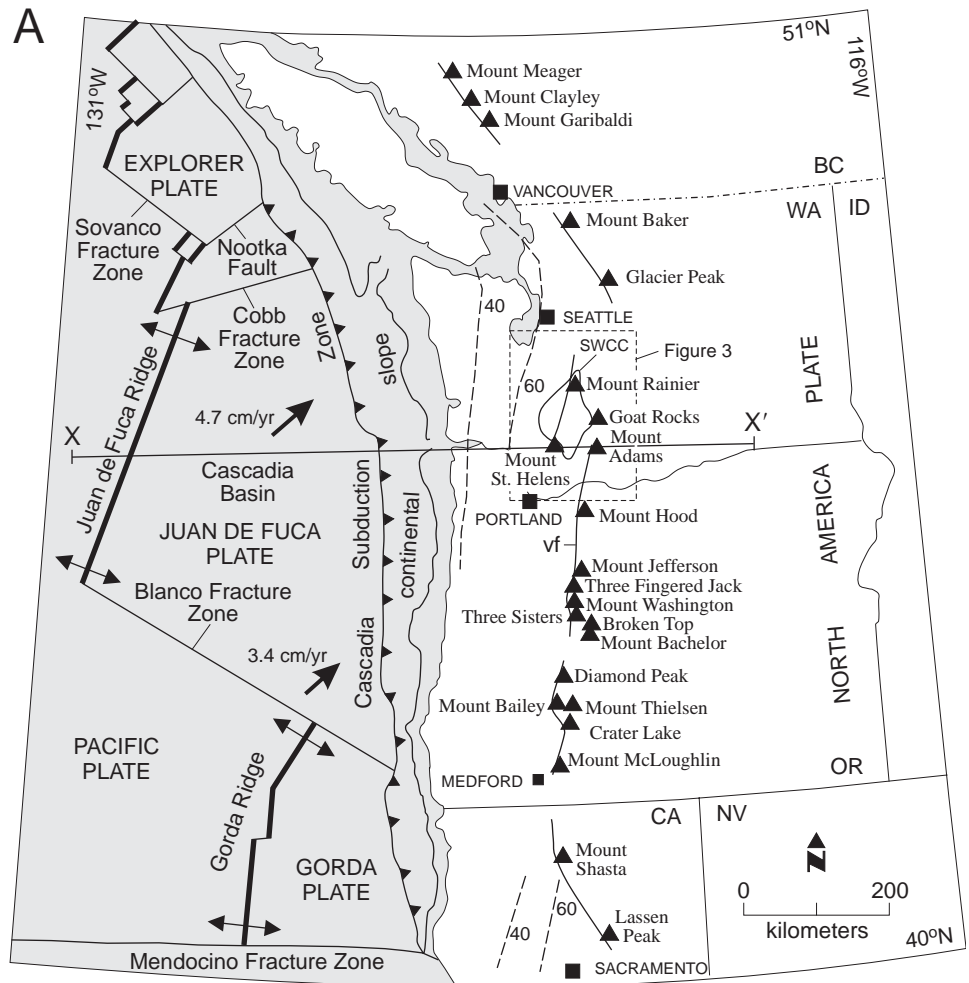 A
51°N
116°W
131°W
Mount Meager
Mount Clayley
Mount Garibaldi
EXPLORER
PLATE
BC
VANCOUVER
WA
ID
Mount Baker
Sovanco
Fracture
Zone
Nootka
Fault
Glacier Peak
40
Cobb
Fracture
Zone
SEATTLE
Zone
slope
SWCC
Figure 3
PLATE
60
Mount Rainier
Juan de Fuca Ridge
4.7 cm/yr
Goat Rocks
X
X′
Mount
Adams
Mount
St. Helens
Cascadia
Basin
Subduction
continental
PORTLAND
Mount Hood
AMERICA
JUAN DE FUCA
PLATE
vf
Mount Jefferson
Three Fingered Jack
Blanco Fracture
Zone
Mount Washington
Three Sisters
Broken Top
Mount Bachelor
Cascadia
3.4 cm/yr
NORTH
Diamond Peak
Mount Bailey
Mount Thielsen
Crater Lake
PACIFIC
PLATE
Mount McLoughlin
MEDFORD
OR
Gorda Ridge
CA
NV
Mount
Shasta
N
GORDA
PLATE
0
200
kilometers
60
40
Lassen
Peak
40°N
Mendocino Fracture Zone
SACRAMENTO